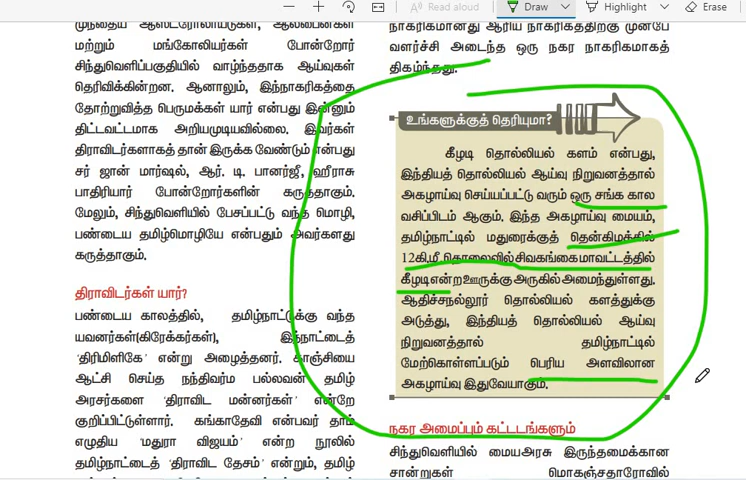 Read aloud
Draw
Highlight
Erase
முந்தைய ஆஸ்ட்ரோலாய்டுகள், ஆல்பைன்கள்
மற்றும் மங்கோலியர்கள் போன்றோர்
சிந்துவெளிப்பகுதியில் வாழ்ந்ததாக ஆய்வுகள்
தெரிவிக்கின்றன. ஆனாலும், இந்நாகரிகத்தை
தோற்றுவித்த பெருமக்கள் யார் என்பது இன்னும்
திட்டவட்டமாக அறியமுடியவில்லை. இவர்கள்
திராவிடர்களாகத் தான் இருக்க வேண்டும் என்பது
சர் ஜான் மார்ஷல், ஆர். டி. பானர்ஜீ, ஹீராசு
பாதிரியார் போன்றோர்களின் கருத்தாகும்.
மேலும், சிந்துவெளியில் பேசப்பட்டு வந்த மொழி,
பண்டைய தமிழ்மொழியே என்பதும் அவர்களது
கருத்தாகும்.
திராவிடர்கள் யார்?
பண்டைய காலத்தில், தமிழ்நாட்டுக்கு வந்த
யவனர்கள்(கிரேக்கர்கள்), இந்நாட்டைத்
'திரிமிளிகே' என்று அழைத்தனர். காஞ்சியை
ஆட்சி செய்த நந்திவர்ம பல்லவன் தமிழ்
அரசர்களை 'திராவிட மன்னர்கள்' என்றே
குறிப்பிட்டுள்ளார். கங்காதேவி என்பவர் தாம்
எழுதிய 'மதுரா விஜயம்' என்ற நூலில்
தமிழ்நாட்டைத் 'திராவிட தேசம்' என்றும், தமிழ்
நாகரிகமானது ஆரிய நாகரிகத்திற்கு முன்பே
வளர்ச்சி அடைந்த ஒரு நகர நாகரிகமாகத்
திகழ்ந்தது.
உங்களுக்குத் தெரியுமா?
கீழடி தொல்லியல் களம் என்பது,
இந்தியத் தொல்லியல் ஆய்வு நிறுவனத்தால்
அகழாய்வு செய்யப்பட்டு வரும் ஒரு சங்க கால
வசிப்பிடம் ஆகும். இந்த அகழாய்வு மையம்,
தமிழ்நாட்டில் மதுரைக்குத் தென்கிழக்கில்
12கி.மீ தொலைவில் சிவகங்கை மாவட்டத்தில்
கீழடி என்ற ஊருக்கு அருகில் அமைந்துள்ளது.
ஆதிச்சநல்லூர் தொல்லியல் களத்துக்கு
அடுத்து, இந்தியத் தொல்லியல் ஆய்வு
நிறுவனத்தால் தமிழ்நாட்டில்
மேற்கொள்ளப்படும் பெரிய அளவிலான
அகழாய்வு இதுவேயாகும்.
நகர அமைப்பும் கட்டடங்களும்
சிந்துவெளியில் மையஅரசு இருந்தமைக்கான
சான்றுகள் மொகஞ்சதாரோவில்